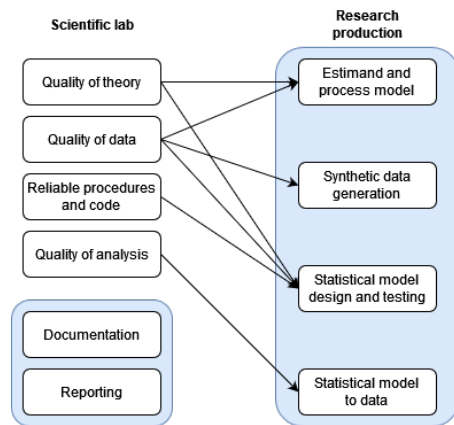 Scientific lab
Quality of theory
Quality of data
Reliable procedures
and code
Quality of analysis
Documentation
Reporting
Research
production
Estimand and
process model
Synthetic data
generation
Statistical model
design and testing
Statistical model
to data